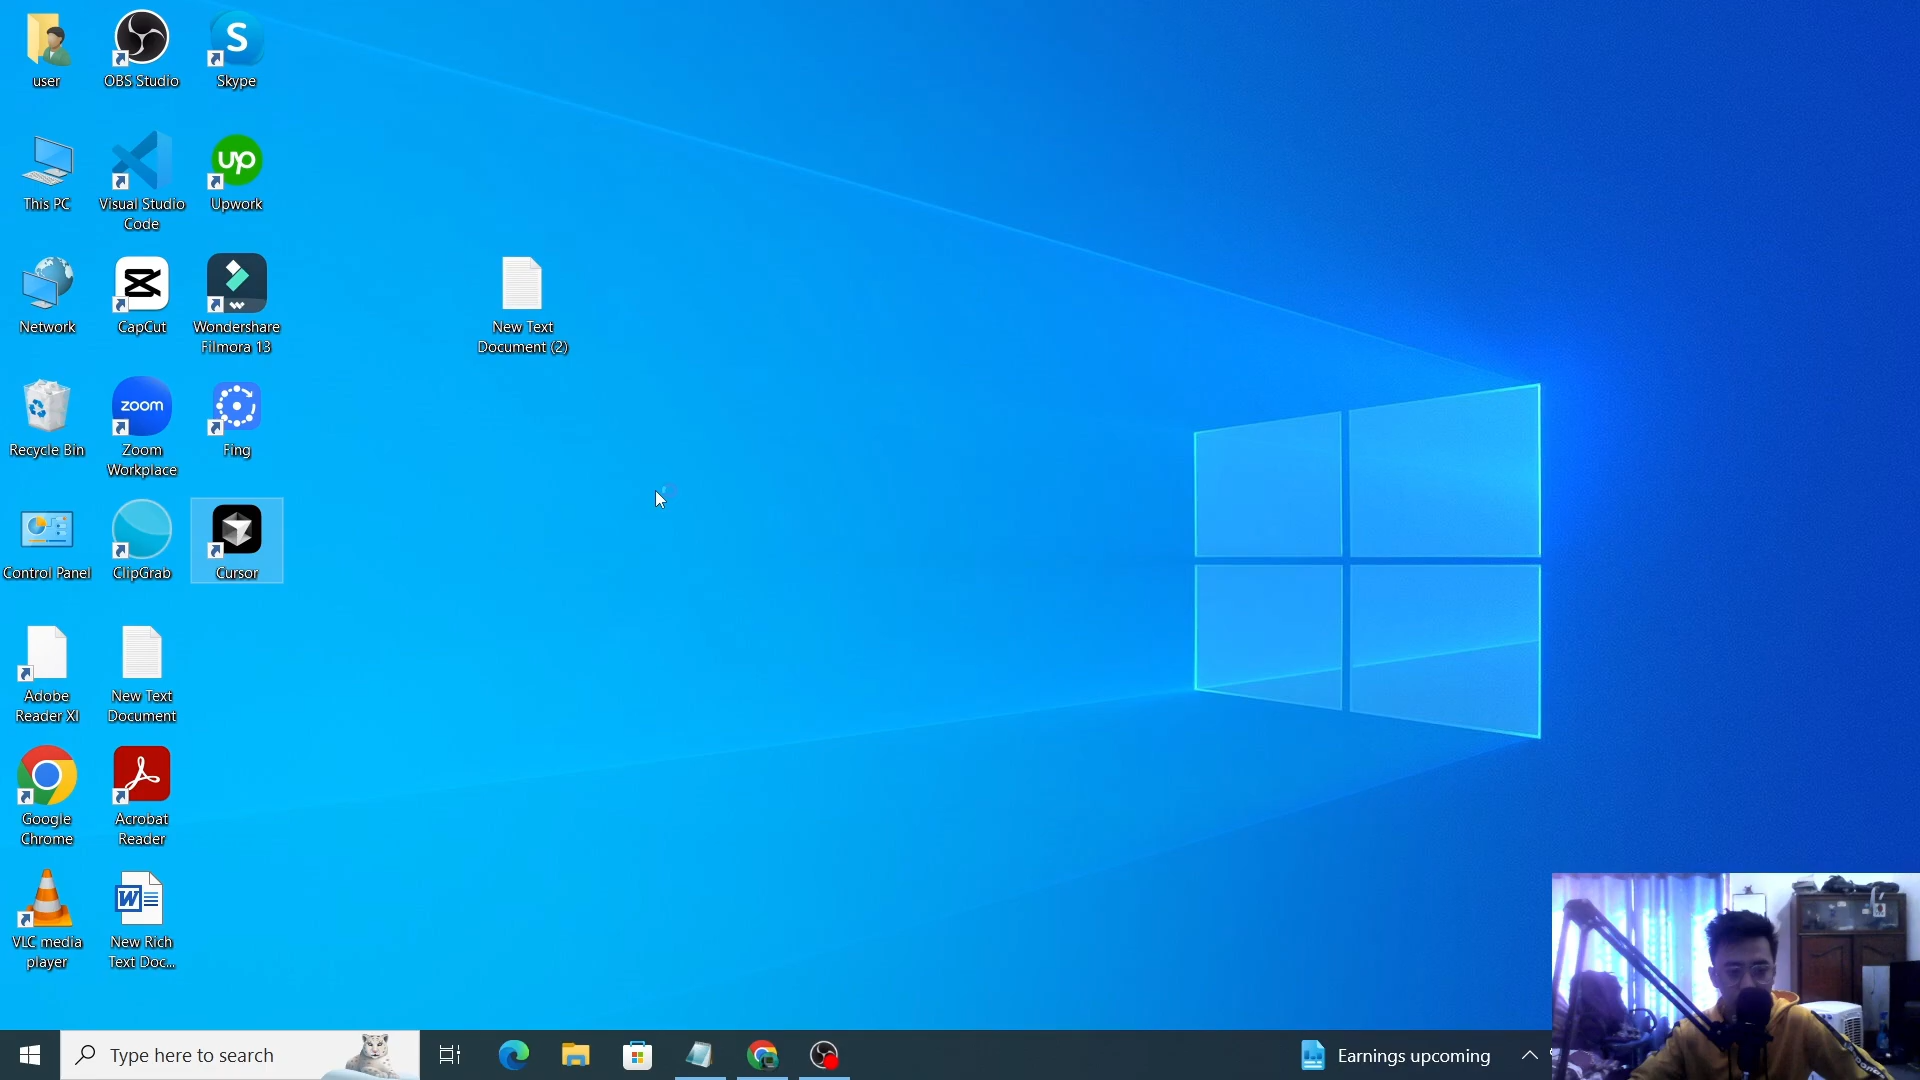 user
OBS Studio
S
Skype
This PC
Visual Studio
Code
up
Upwork
Network
CapCut
Wondershare
Filmora 13
New Text
Document (2)
Recycle Bin
zoom
Zoom
Workplace
Fing
Control Panel
ClipGrab
Cursor
Adobe
Reader XI
New Text
Document
Google
Chrome
Acrobat
Reader
VLC media
player
W
New Rich
Text Doc...
Type here to search
Earnings upcoming